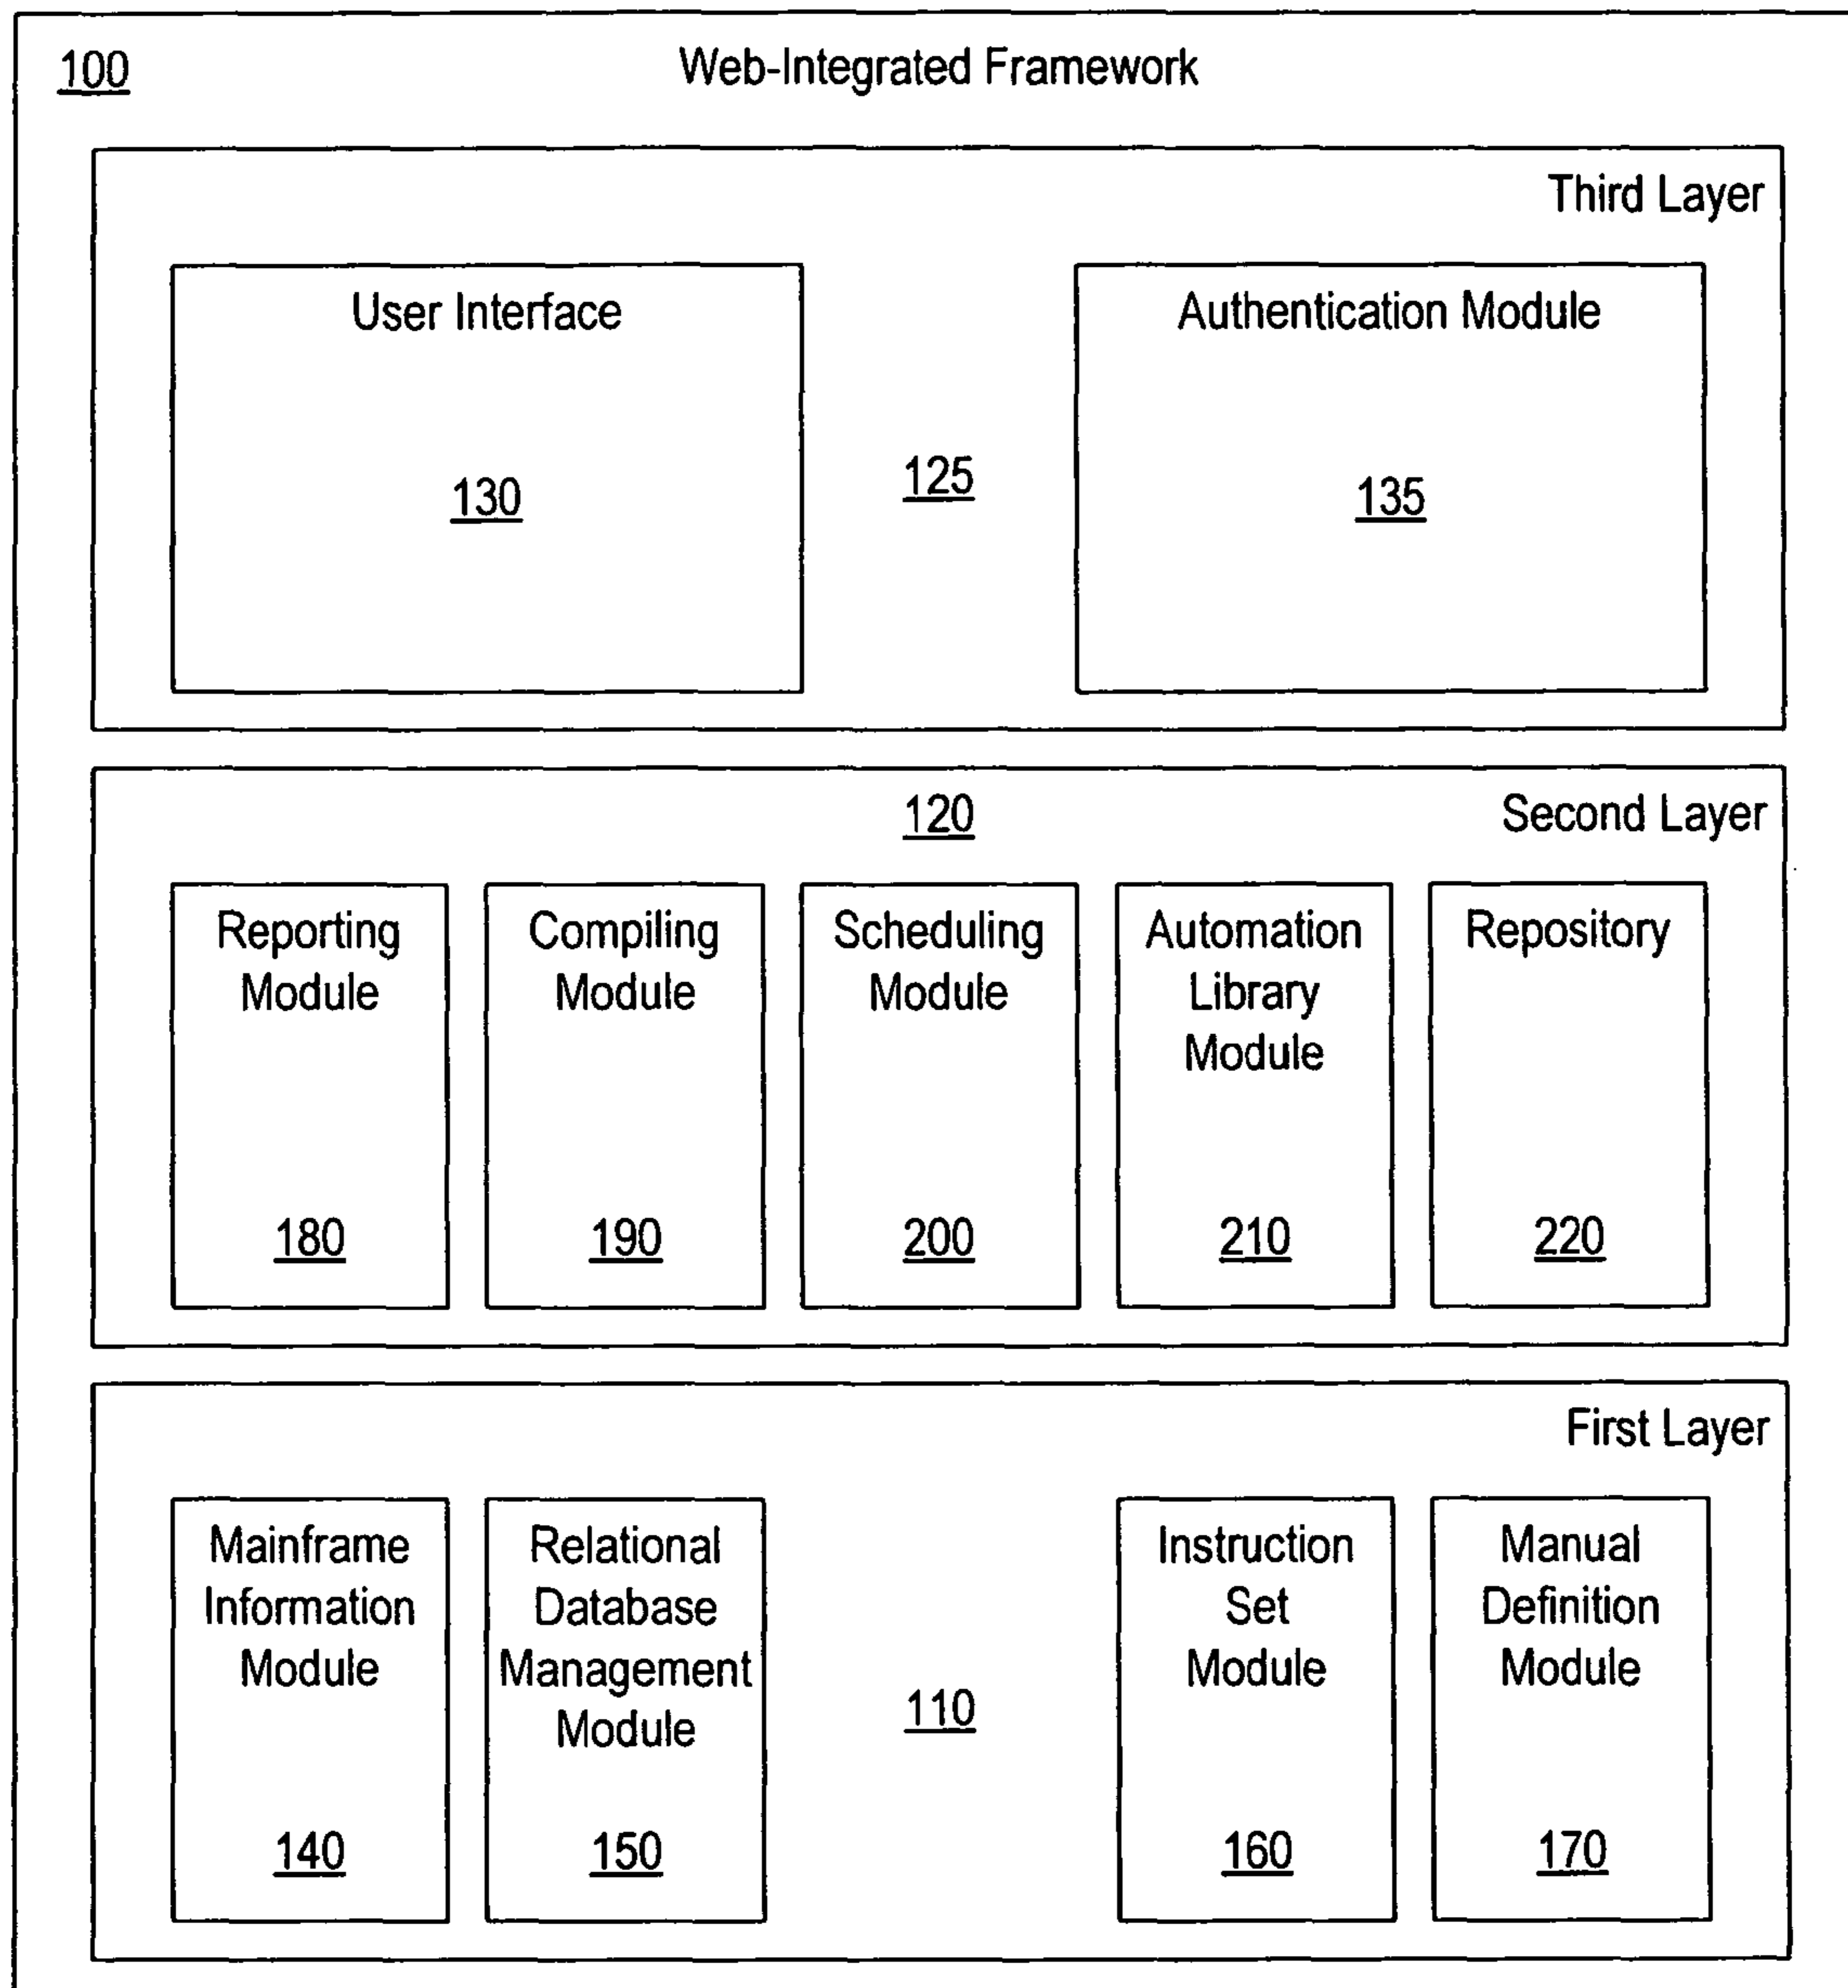 100
Web-Integrated Framework
Third Layer
User Interface
130
125
Authentication Module
135
120
Second Layer
Reporting
Module
180
Compiling
Module
190
Scheduling
Module
200
Automation
Library
Module
210
Repository
220
First Layer
Mainframe
Information
Module
140
Relational
Database
Management
Module
150
110
Instruction
Set
Module
160
Manual
Definition
Module
170